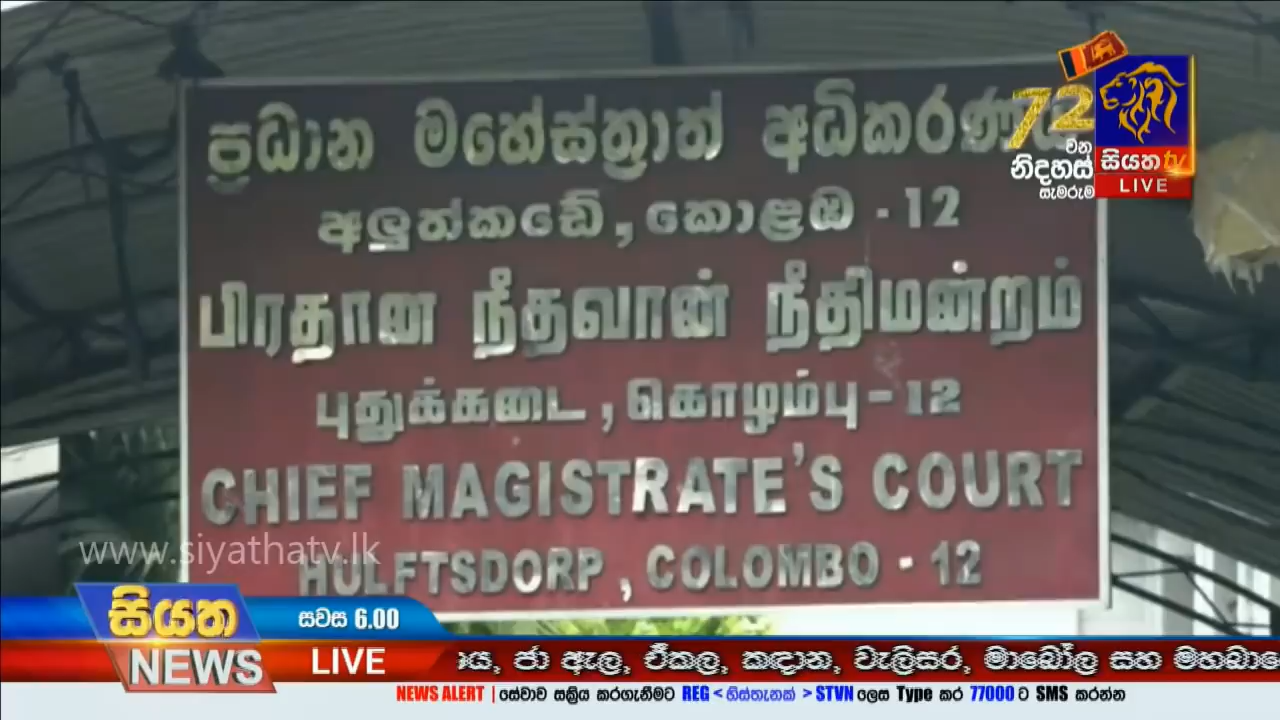 ප්‍රධාන මහේස්ත්‍රාත් අධිකරණය
අලුත්කඩේ, කොළඹ - 12
பிரதான நீதவான் நீதிமன்றம்
புதுக்கடை, கொழம்பு - 12
CHIEF MAGISTRATE'S COURT
HULFTSDORP, COLOMBO - 12
72
වන
නිදහස්
සැමරුම
සියත tv
LIVE
www.siyathatv.lk
සියත
NEWS
සවස 6.00
LIVE
ජා ඇල, ඒකල, කඳාන, වැලිසර, මාබෝල සහ
NEWS ALERT | සේවාව සක්‍රිය කරගැනීමට REG < හිස්තැනක් > STVN ලෙස Type කර 77000 ට SMS කරන්න